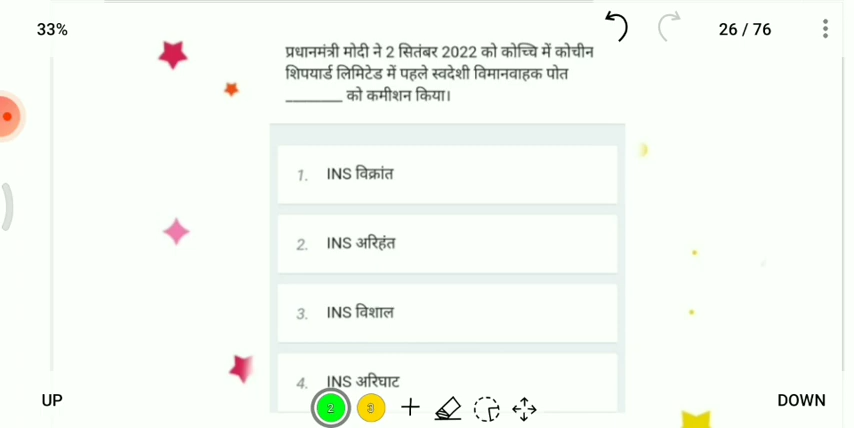 33%
26 / 76
प्रधानमंत्री मोदी ने 2 सितंबर 2022 को कोच्चि में कोचीन
शिपयार्ड लिमिटेड में पहले स्वदेशी विमानवाहक पोत
________ को कमीशन किया।
1. INS विक्रांत
2. INS अरिहंत
3. INS विशाल
4. INS अरिघाट
UP
2
3
DOWN